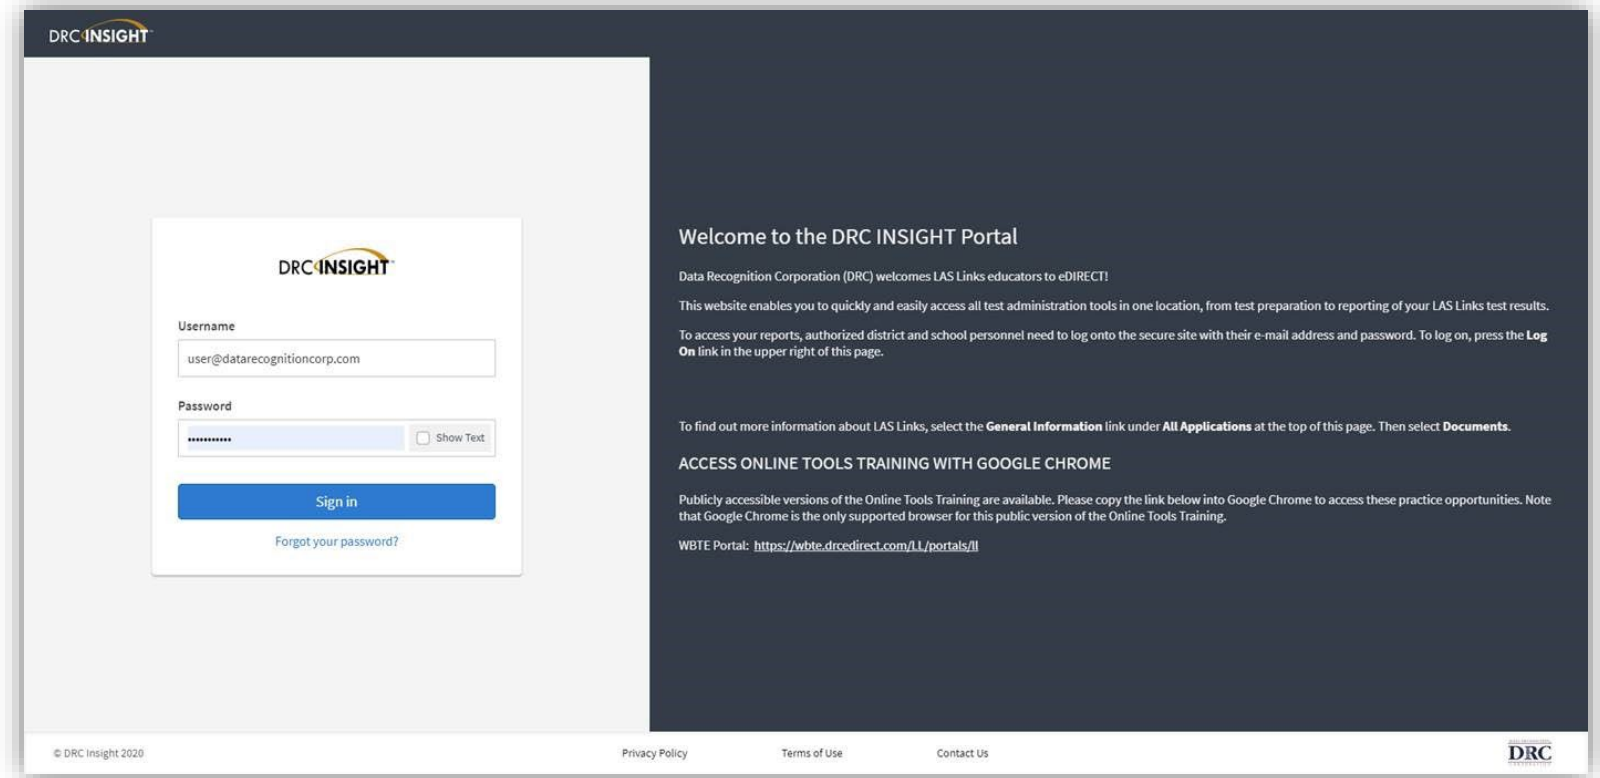 DRC INSIGHT
DRC INSIGHT
Username
user@datarecognitioncorp.com
Password
•••••••••••
Show Text
Sign in
Forgot your password?
Welcome to the DRC INSIGHT Portal
Data Recognition Corporation (DRC) welcomes LAS Links educators to eDIRECT!
This website enables you to quickly and easily access all test administration tools in one location, from test preparation to reporting of your LAS Links test results.
To access your reports, authorized district and school personnel need to log onto the secure site with their e-mail address and password. To log on, press the Log
On link in the upper right of this page.
To find out more information about LAS Links, select the General Information link under All Applications at the top of this page. Then select Documents.
ACCESS ONLINE TOOLS TRAINING WITH GOOGLE CHROME
Publicly accessible versions of the Online Tools Training are available. Please copy the link below into Google Chrome to access these practice opportunities. Note
that Google Chrome is the only supported browser for this public version of the Online Tools Training.
WBTE Portal: https://wbte.drcedirect.com/LL/portals/ll
© DRC Insight 2020
Privacy Policy
Terms of Use
Contact Us
DRC